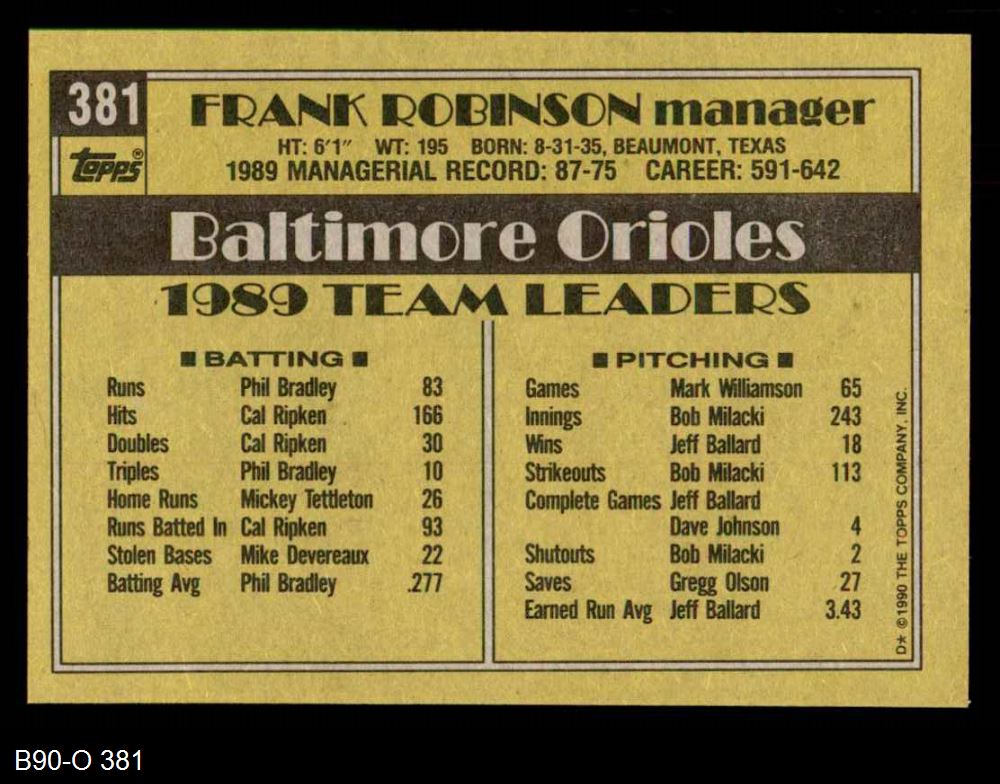 381
topps®
FRANK ROBINSON manager
HT: 6'1" WT: 195 BORN: 8-31-35, BEAUMONT, TEXAS
1989 MANAGERIAL RECORD: 87-75 CAREER: 591-642
Baltimore Orioles
1989 TEAM LEADERS
■ BATTING ■
Runs Phil Bradley 83
Hits Cal Ripken 166
Doubles Cal Ripken 30
Triples Phil Bradley 10
Home Runs Mickey Tettleton 26
Runs Batted In Cal Ripken 93
Stolen Bases Mike Devereaux 22
Batting Avg Phil Bradley .277
■ PITCHING ■
Games Mark Williamson 65
Innings Bob Milacki 243
Wins Jeff Ballard 18
Strikeouts Bob Milacki 113
Complete Games Jeff Ballard
Dave Johnson 4
Shutouts Bob Milacki 2
Saves Gregg Olson 27
Earned Run Avg Jeff Ballard 3.43
D* ©1990 THE TOPPS COMPANY, INC.
B90-O 381